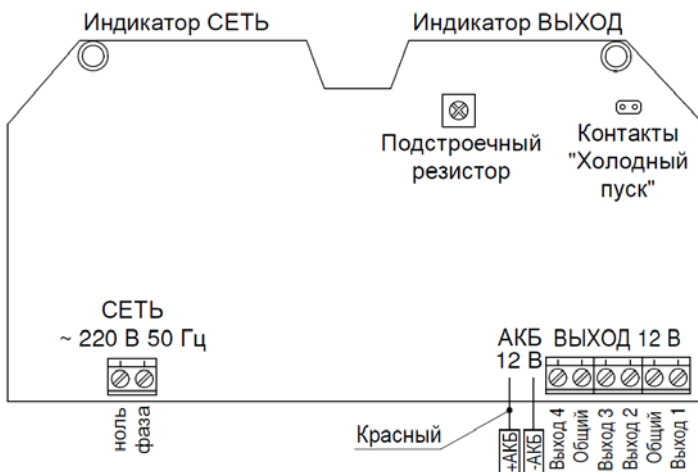 Индикатор СЕТЬ
Индикатор ВЫХОД
Подстроечный
резистор
Контакты
"Холодный
пуск"
СЕТЬ
~ 220 В 50 Гц
АКБ
12 В
ВЫХОД 12 В
ноль
фаза
Красный
+АКБ
-АКБ
Выход 4
Общий
Выход 3
Выход 2
Общий
Выход 1